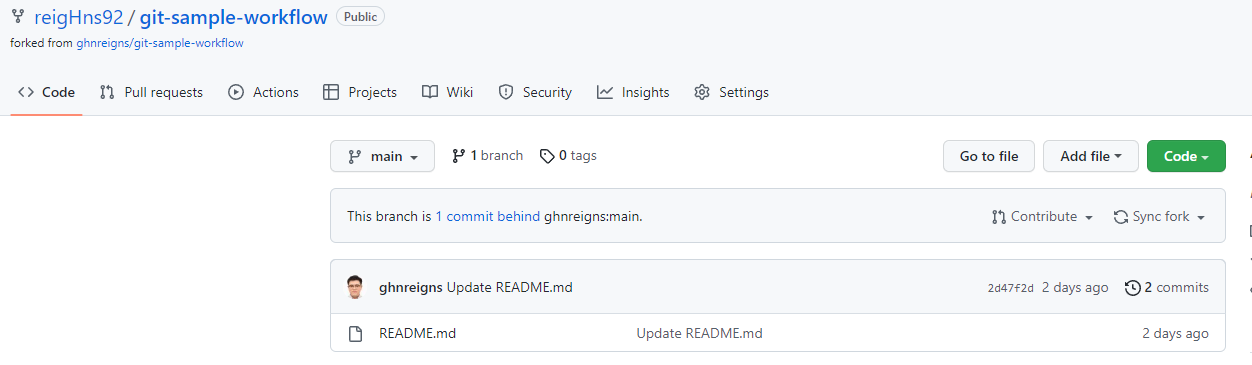 reigHns92 / git-sample-workflow Public
forked from ghnreigns/git-sample-workflow
Code Pull requests Actions Projects Wiki Security Insights Settings
main 1 branch 0 tags Go to file Add file Code
This branch is 1 commit behind ghnreigns:main. Contribute Sync fork
ghnreigns Update README.md 2d47f2d 2 days ago 2 commits
README.md Update README.md 2 days ago